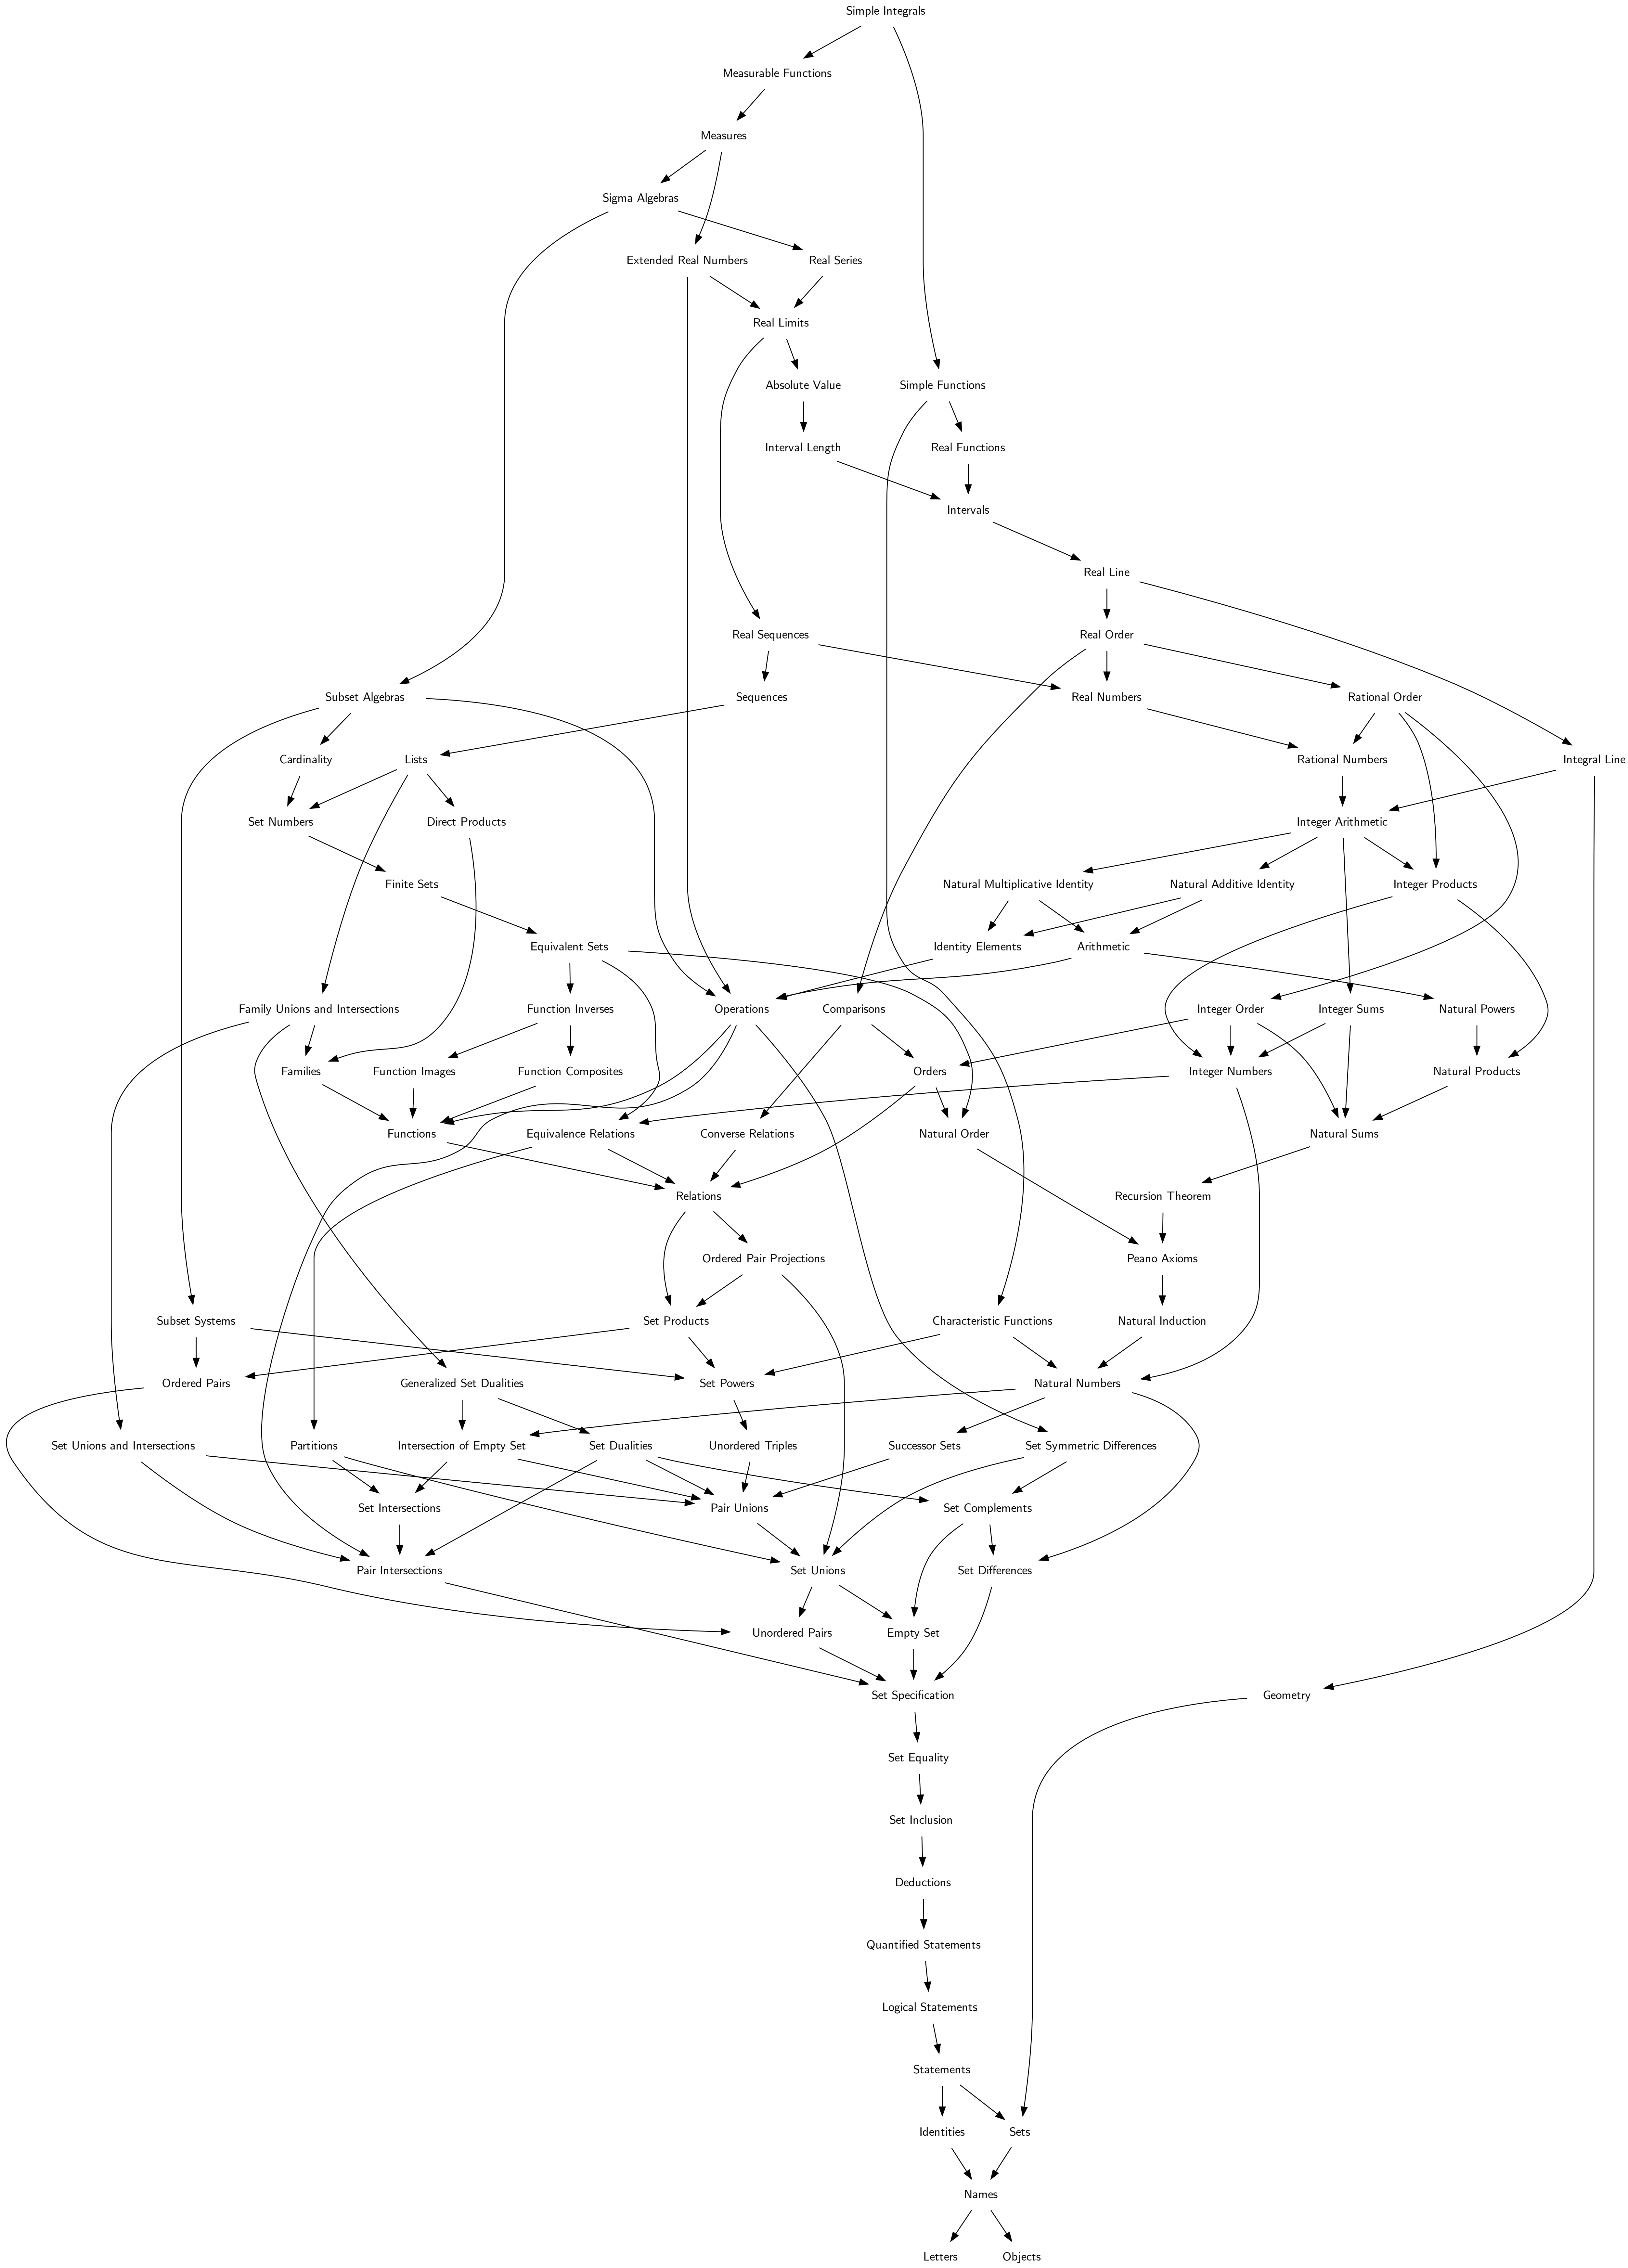 Simple Integrals
Measurable Functions
Measures
Sigma Algebras
Extended Real Numbers
Real Series
Real Limits
Absolute Value
Simple Functions
Interval Length
Real Functions
Intervals
Real Line
Real Sequences
Real Order
Subset Algebras
Sequences
Real Numbers
Rational Order
Cardinality
Lists
Rational Numbers
Integral Line
Set Numbers
Direct Products
Integer Arithmetic
Finite Sets
Natural Multiplicative Identity
Natural Additive Identity
Integer Products
Equivalent Sets
Identity Elements
Arithmetic
Family Unions and Intersections
Function Inverses
Operations
Comparisons
Integer Order
Integer Sums
Natural Powers
Families
Function Images
Function Composites
Orders
Integer Numbers
Natural Products
Functions
Equivalence Relations
Converse Relations
Natural Order
Natural Sums
Relations
Recursion Theorem
Ordered Pair Projections
Peano Axioms
Subset Systems
Set Products
Characteristic Functions
Natural Induction
Ordered Pairs
Generalized Set Dualities
Set Powers
Natural Numbers
Set Unions and Intersections
Partitions
Intersection of Empty Set
Set Dualities
Unordered Triples
Successor Sets
Set Symmetric Differences
Set Intersections
Pair Unions
Set Complements
Pair Intersections
Set Unions
Set Differences
Unordered Pairs
Empty Set
Set Specification
Geometry
Set Equality
Set Inclusion
Deductions
Quantified Statements
Logical Statements
Statements
Identities
Sets
Names
Letters
Objects